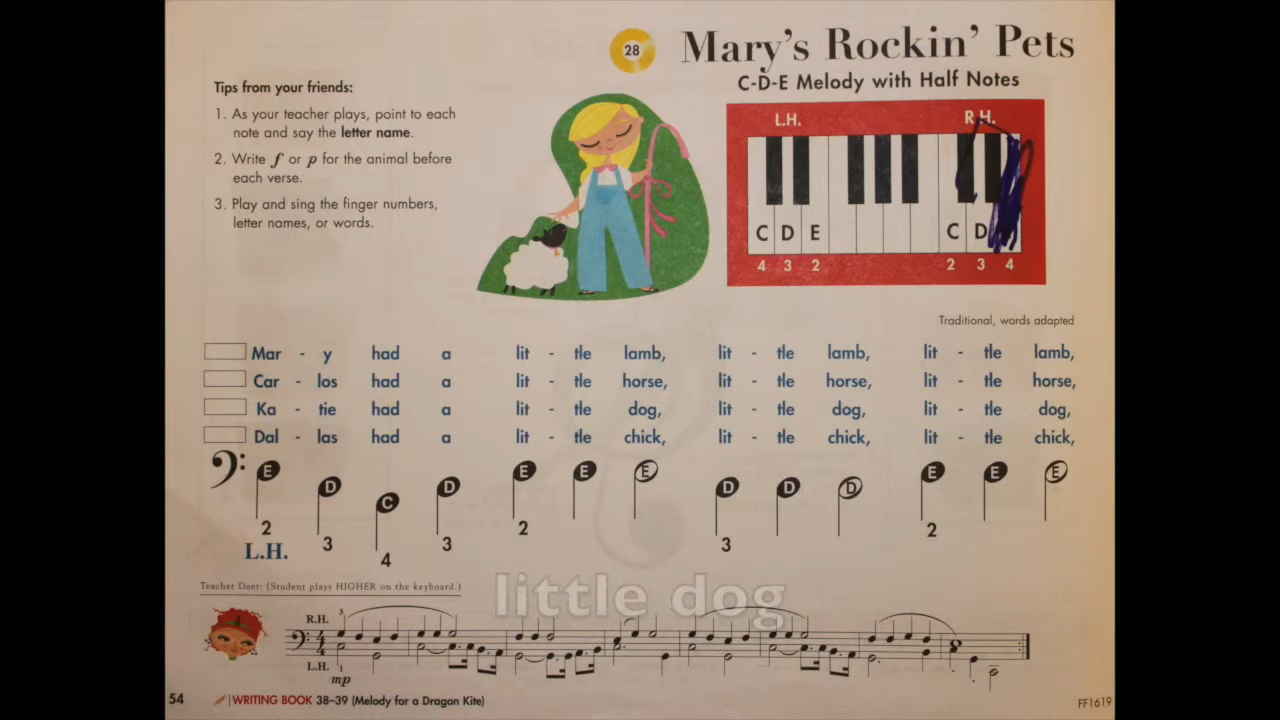 28
Mary's Rockin' Pets
C-D-E Melody with Half Notes
Tips from your friends:
1. As your teacher plays, point to each
note and say the letter name.
2. Write f or p for the animal before
each verse.
3. Play and sing the finger numbers,
letter names, or words.
L.H. R.H.
C D E C D
4 3 2 2 3 4
Traditional, words adapted
Mar - y had a lit - tle lamb, lit - tle lamb, lit - tle lamb,
Car - los had a lit - tle horse, lit - tle horse, lit - tle horse,
Ka - tie had a lit - tle dog, lit - tle dog, lit - tle dog,
Dal - las had a lit - tle chick, lit - tle chick, lit - tle chick,
E D C D E E E D D D E E E
2 3 4 3 2 3 2
L.H.
Teacher Duet: (Student plays HIGHER on the keyboard.)
little dog
R.H. 3
4 4
L.H. 1
mp
54 WRITING BOOK 38–39 (Melody for a Dragon Kite) FF1619